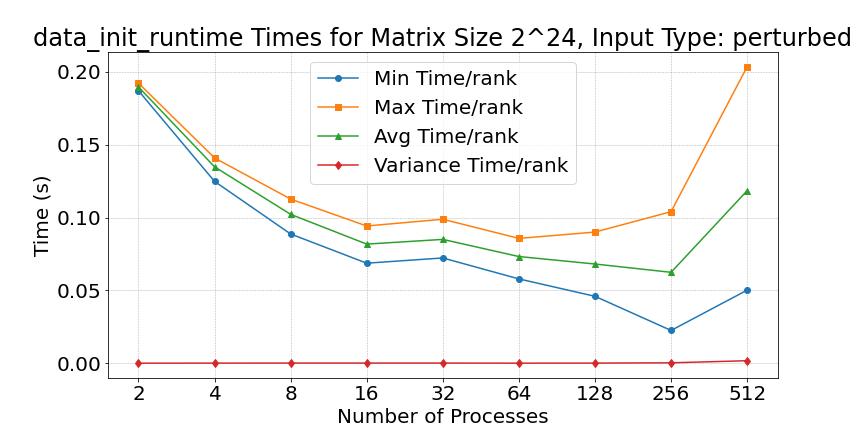 data_init_runtime Times for Matrix Size 2^24, Input Type: perturbed
Min Time/rank
Max Time/rank
Avg Time/rank
Variance Time/rank
Time (s)
0.20
0.15
0.10
0.05
0.00
2 4 8 16 32 64 128 256 512
Number of Processes